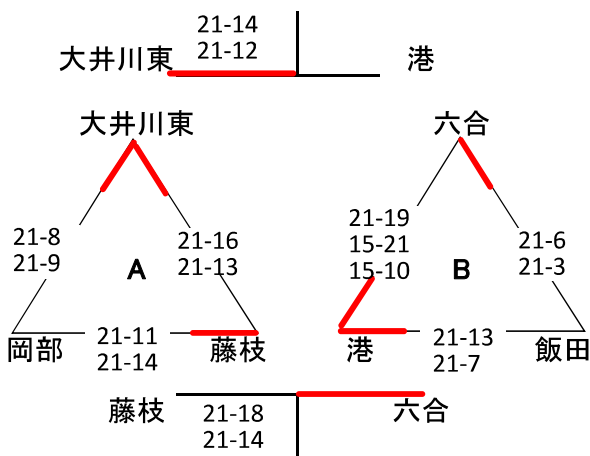 21-14
21-12
大井川東
港
大井川東
六合
21-8
21-9
21-16
21-13
A
21-19
15-21
15-10
B
21-6
21-3
21-11
21-14
岡部
藤枝
港
21-13
21-7
飯田
藤枝
六合
21-18
21-14